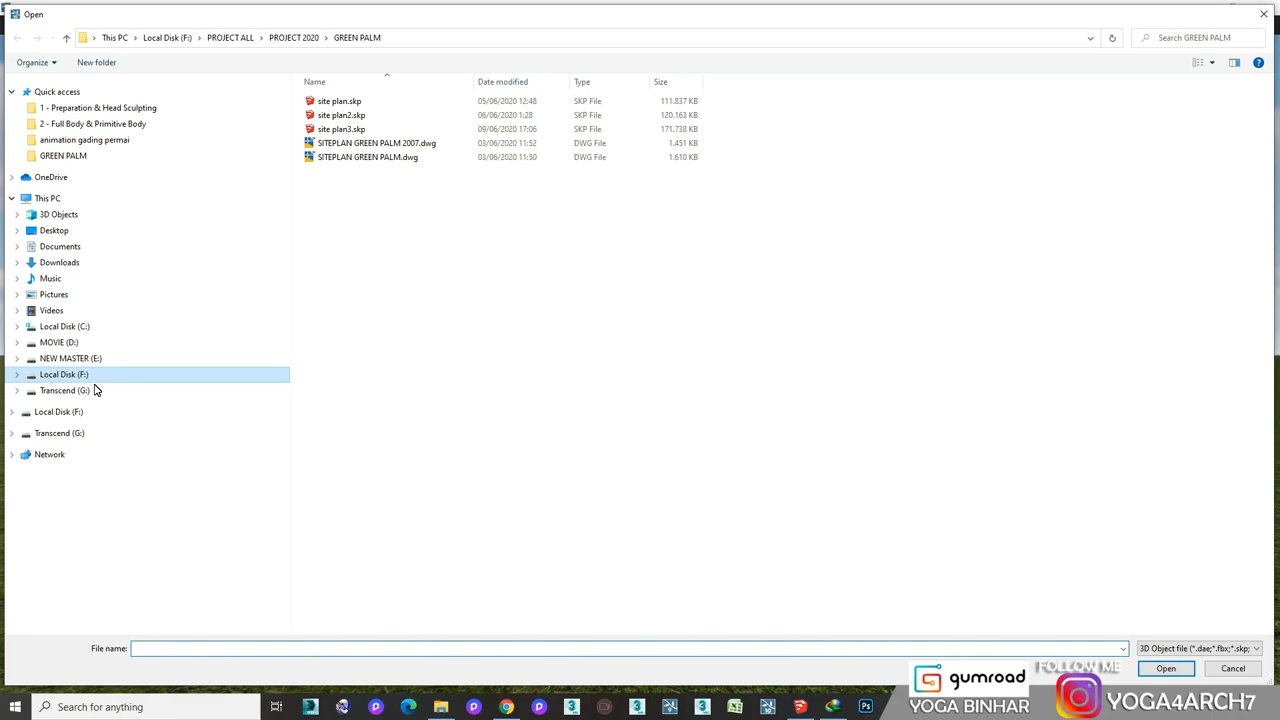 Open
This PC
Local Disk (F:)
PROJECT ALL
PROJECT 2020
GREEN PALM
Search GREEN PALM
Organize
New folder
Name
Date modified
Type
Size
Quick access
1 - Preparation & Head Sculpting
2 - Full Body & Primitive Body
animation gading permai
GREEN PALM
OneDrive
This PC
3D Objects
Desktop
Documents
Downloads
Music
Pictures
Videos
Local Disk (C:)
MOVIE (D:)
NEW MASTER (E:)
Local Disk (F:)
Transcend (G:)
Local Disk (F:)
Transcend (G:)
Network
site plan.skp 05/06/2020 12:48 SKP File 111.837 KB
site plan2.skp 06/06/2020 1:28 SKP File 120.163 KB
site plan3.skp 09/06/2020 17:06 SKP File 171.738 KB
SITEPLAN GREEN PALM 2007.dwg 03/06/2020 11:52 DWG File 1.451 KB
SITEPLAN GREEN PALM.dwg 03/06/2020 11:50 DWG File 1.610 KB
File name:
3D Object file (*.dae;*.fbx;*.skp;
Open
Cancel
gumroad
YOGA BINHAR
FOLLOW ME
YOGA4ARCH7
Type here
Search for anything